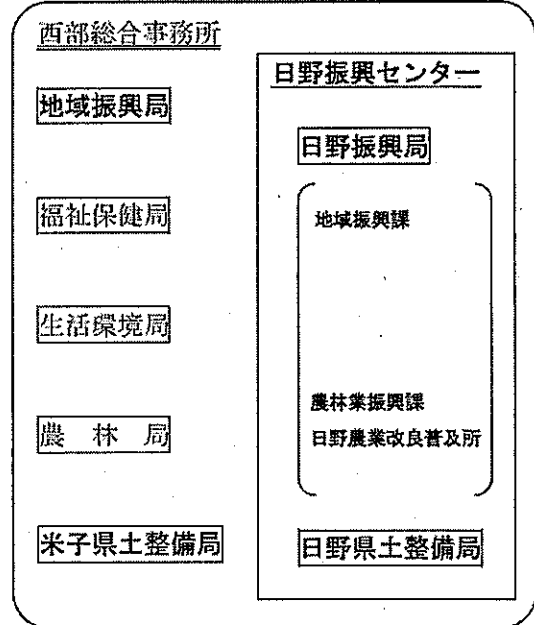 西部総合事務所
地域振興局
福祉保健局
生活環境局
農　林　局
米子県土整備局
日野振興センター
日野振興局
地域振興課
農林業振興課
日野農業改良普及所
日野県土整備局